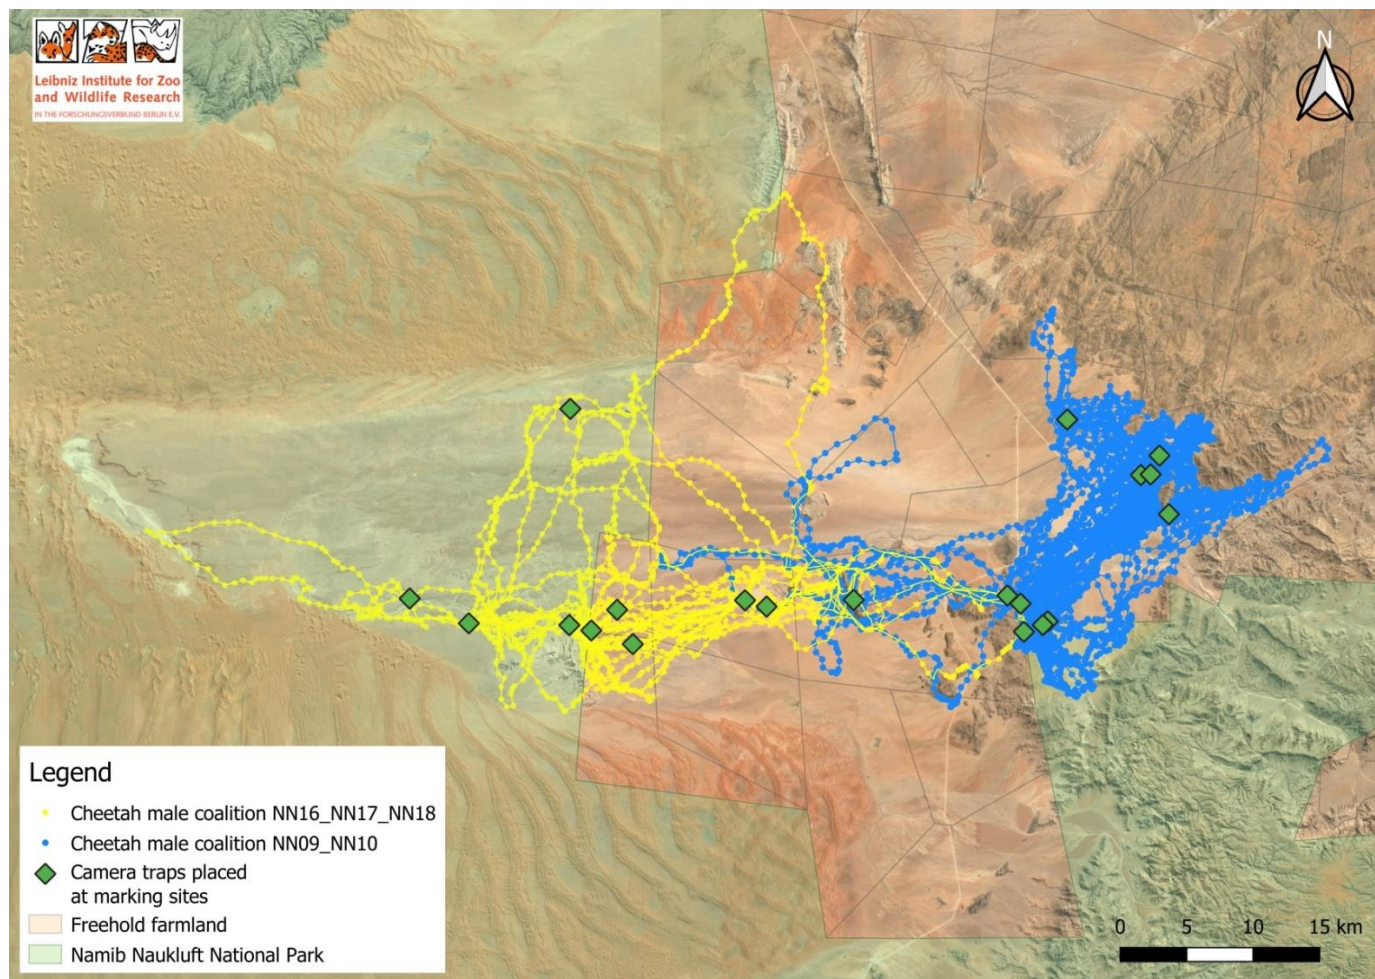 Leibniz Institute for Zoo
and Wildlife Research
IN THE FORSCHUNGSVERBUND BERLIN E.V.
N
Legend
Cheetah male coalition NN16_NN17_NN18
Cheetah male coalition NN09_NN10
Camera traps placed
at marking sites
Freehold farmland
Namib Naukluft National Park
0 5 10 15 km